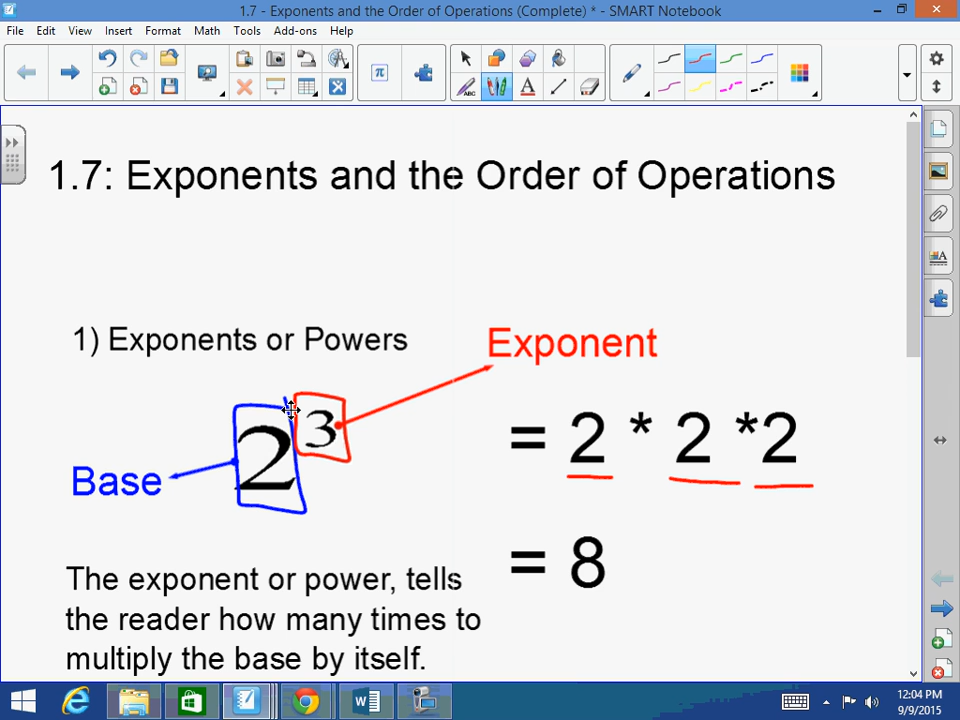 1.7 - Exponents and the Order of Operations (Complete) * - SMART Notebook
File Edit View Insert Format Math Tools Add-ons Help
1.7: Exponents and the Order of Operations
1) Exponents or Powers
Exponent
2³
= 2 * 2 *2
Base
= 8
The exponent or power, tells
the reader how many times to
multiply the base by itself.
12:04 PM
9/9/2015